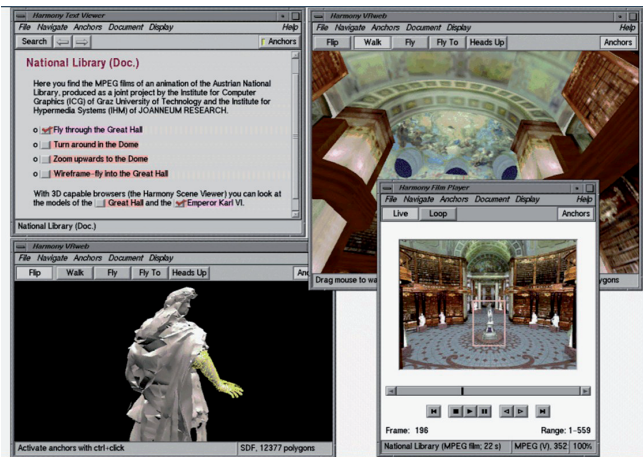 Harmony Text Viewer
File Navigate Anchors Document Display Help
Search Anchors
National Library (Doc.)
Here you find the MPEG films of an animation of the Austrian National
Library, produced as a joint project by the Institute for Computer
Graphics (ICG) of Graz University of Technology and the Institute for
Hypermedia Systems (IHM) of JOANNEUM RESEARCH.
o Fly through the Great Hall
o Turn around in the Dome
o Zoom upwards to the Dome
o Wireframe-fly into the Great Hall
With 3D capable browsers (the Harmony Scene Viewer) you can look
at the models of the Great Hall and the Emperor Karl VI.
National Library (Doc.)
Harmony VRweb
File Navigate Anchors Document Display Help
Flip Walk Fly Fly To Heads Up Anchors
Drag mouse to wa
ygons
Harmony VRweb
File Navigate Anchors Document Display
Flip Walk Fly Fly To Heads Up Anc
Activate anchors with ctrl+click SDF, 12377 polygons
Harmony Film Player
File Navigate Anchors Document Display Help
Live Loop Anchors
Frame: 196 Range: 1-559
National Library (MPEG film; 22 s) MPEG (V), 352 100%